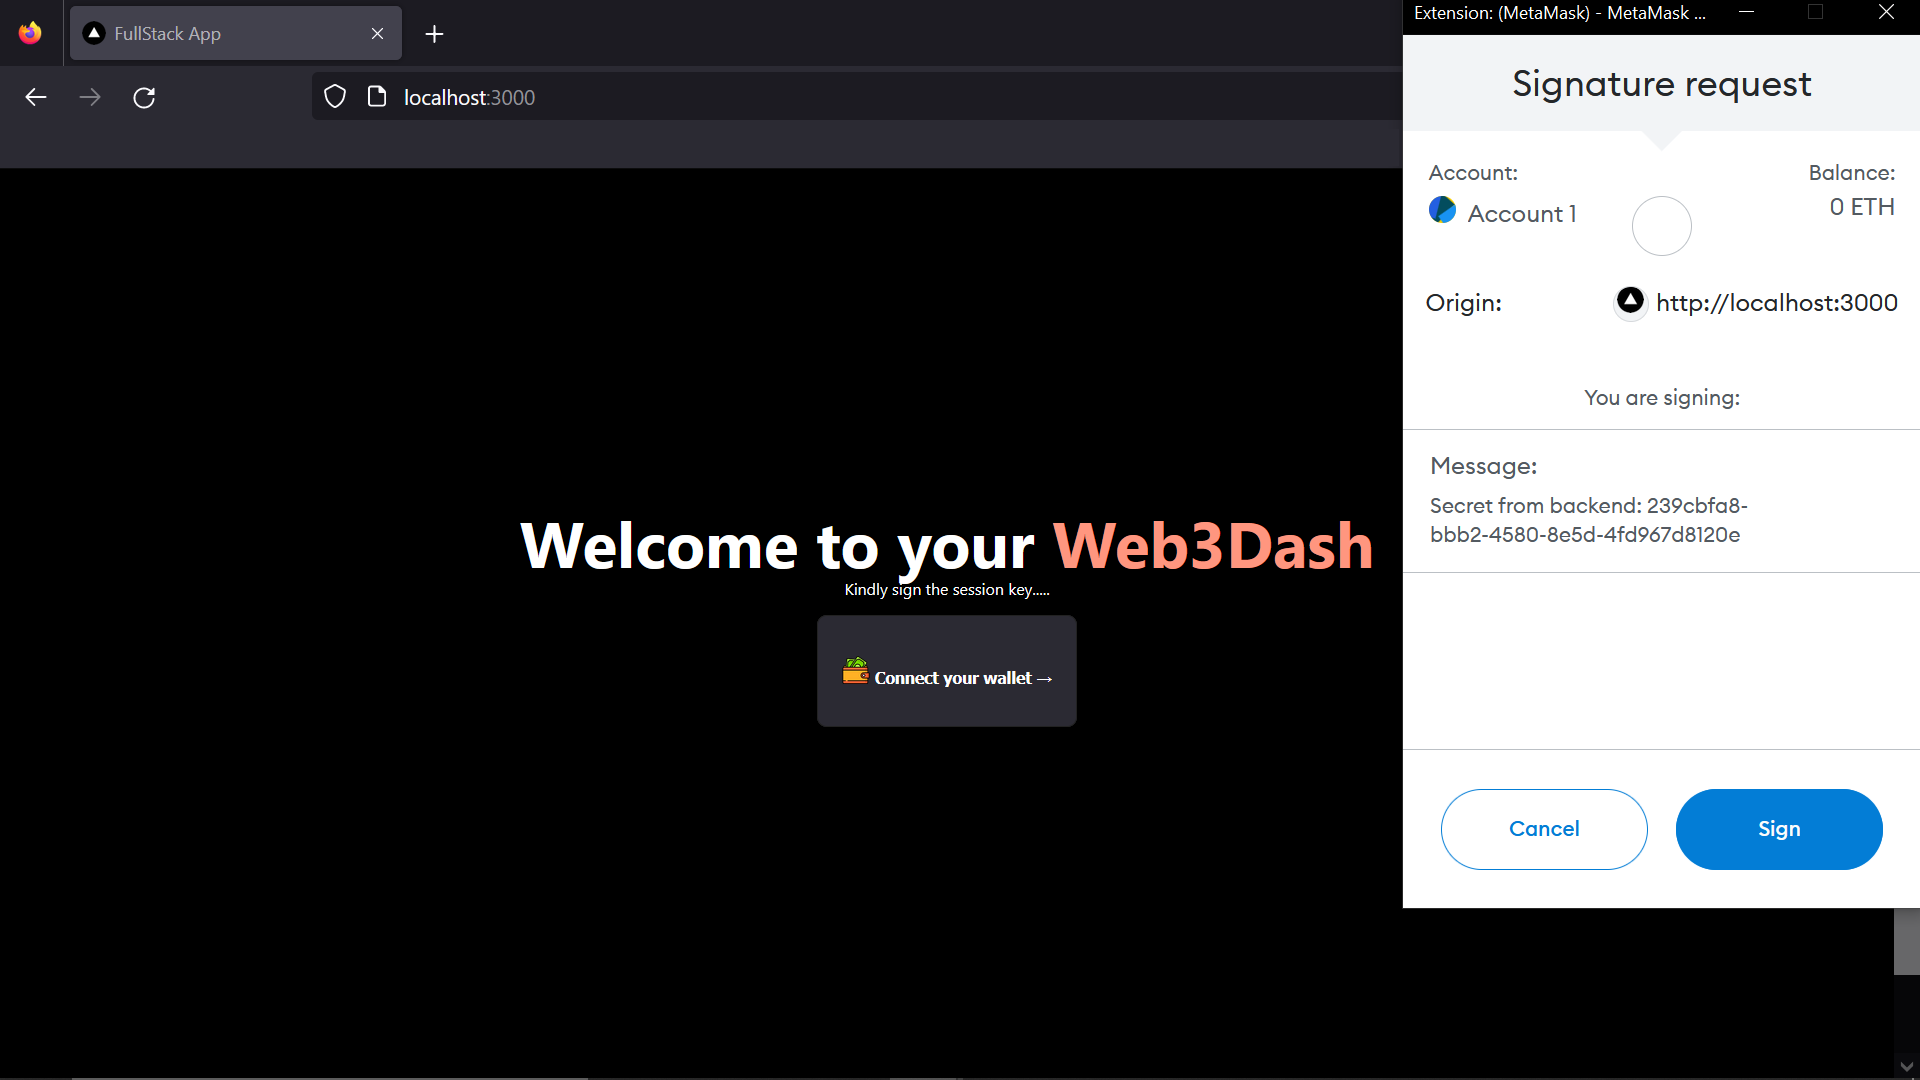 FullStack App
localhost:3000
Welcome to your Web3Dash
Kindly sign the session key.....
Connect your wallet →
Extension: (MetaMask) - MetaMask ...
Signature request
Account:
Balance:
Account 1
0 ETH
Origin:
http://localhost:3000
You are signing:
Message:
Secret from backend: 239cbfa8-
bbb2-4580-8e5d-4fd967d8120e
Cancel
Sign